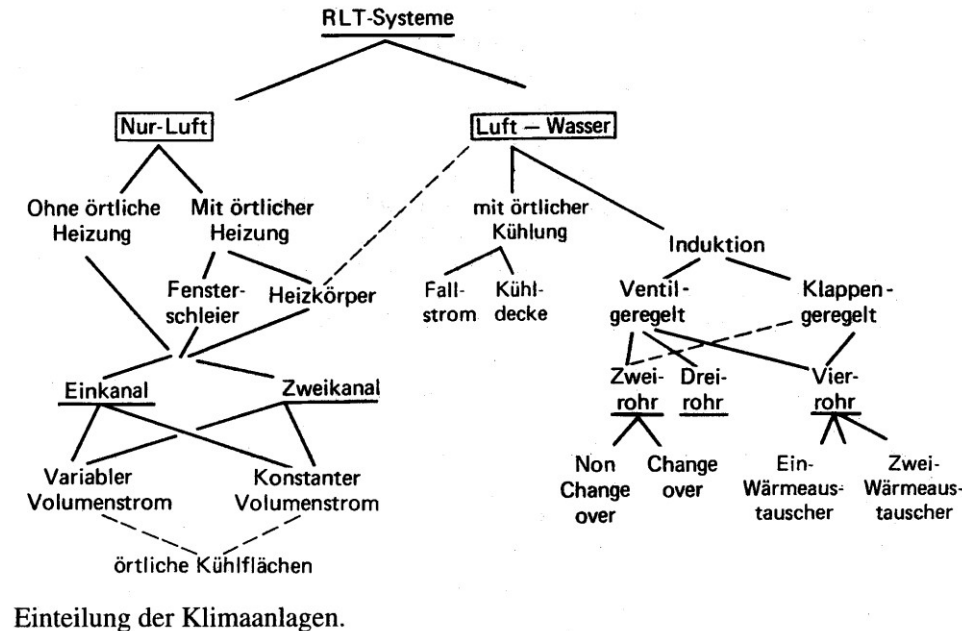 RLT-Systeme
Nur-Luft
Luft – Wasser
Ohne örtliche
Heizung
Mit örtlicher
Heizung
mit örtlicher
Kühlung
Induktion
Fenster-
schleier
Heizkörper
Fall-
strom
Kühl-
decke
Ventil-
geregelt
Klappen-
geregelt
Einkanal
Zweikanal
Zwei-
rohr
Drei-
rohr
Vier-
rohr
Variabler
Volumenstrom
Konstanter
Volumenstrom
Non
Change
over
Change
over
Ein-
Wärmeaus-
tauscher
Zwei-
Wärmeaus-
tauscher
örtliche Kühlflächen
Einteilung der Klimaanlagen.